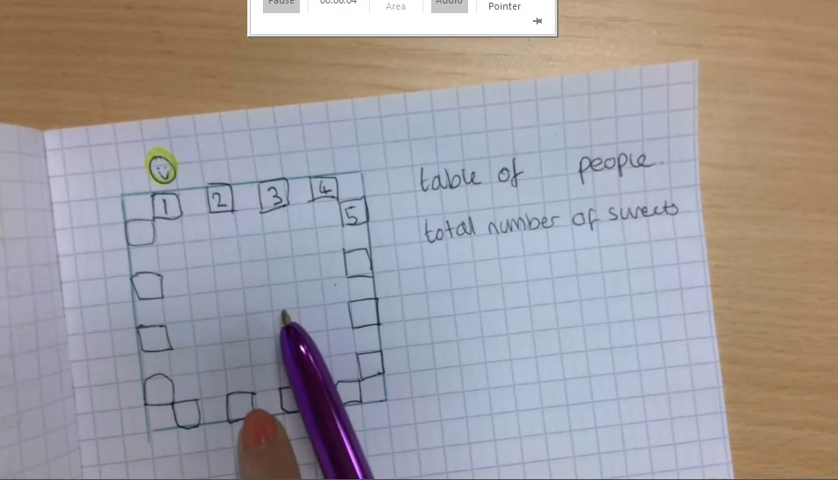 Pause 00:06:04 Area Audio Pointer
table of people.
total number of sweets
1 2 3 4
5